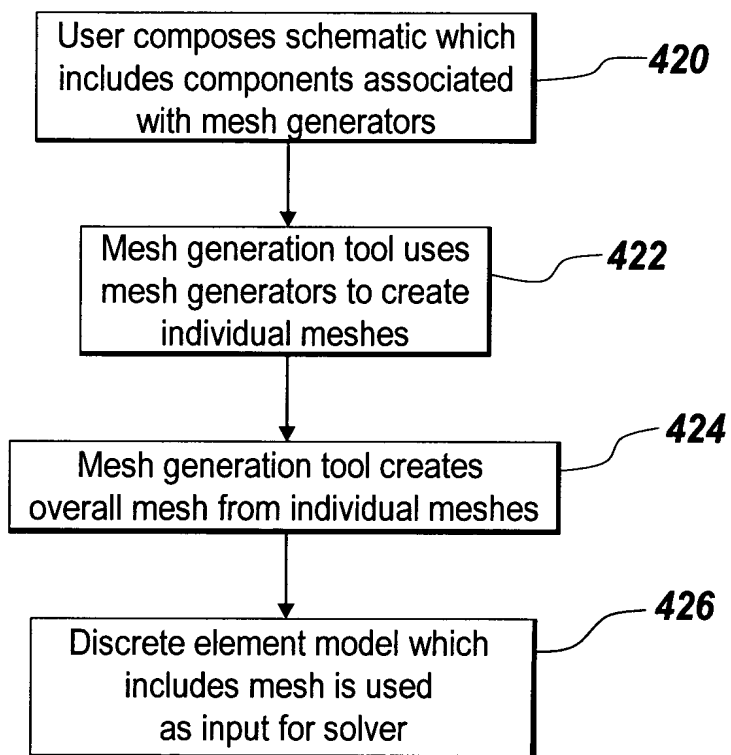 User composes schematic which
includes components associated
with mesh generators
420
Mesh generation tool uses
mesh generators to create
individual meshes
422
Mesh generation tool creates
overall mesh from individual meshes
424
Discrete element model which
includes mesh is used
as input for solver
426